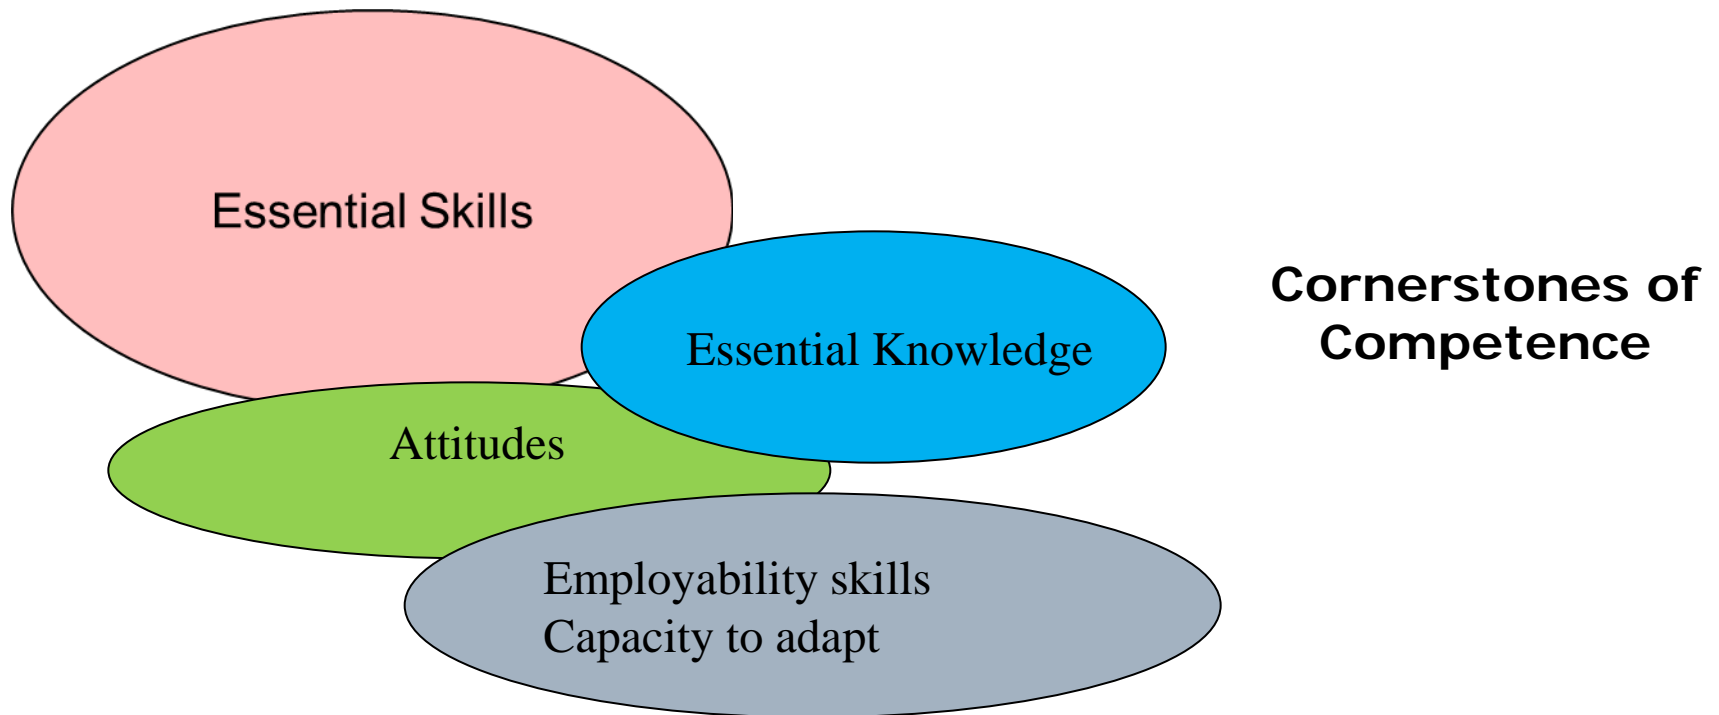 Essential Skills
Essential Knowledge
Cornerstones of
Competence
Attitudes
Employability skills
Capacity to adapt